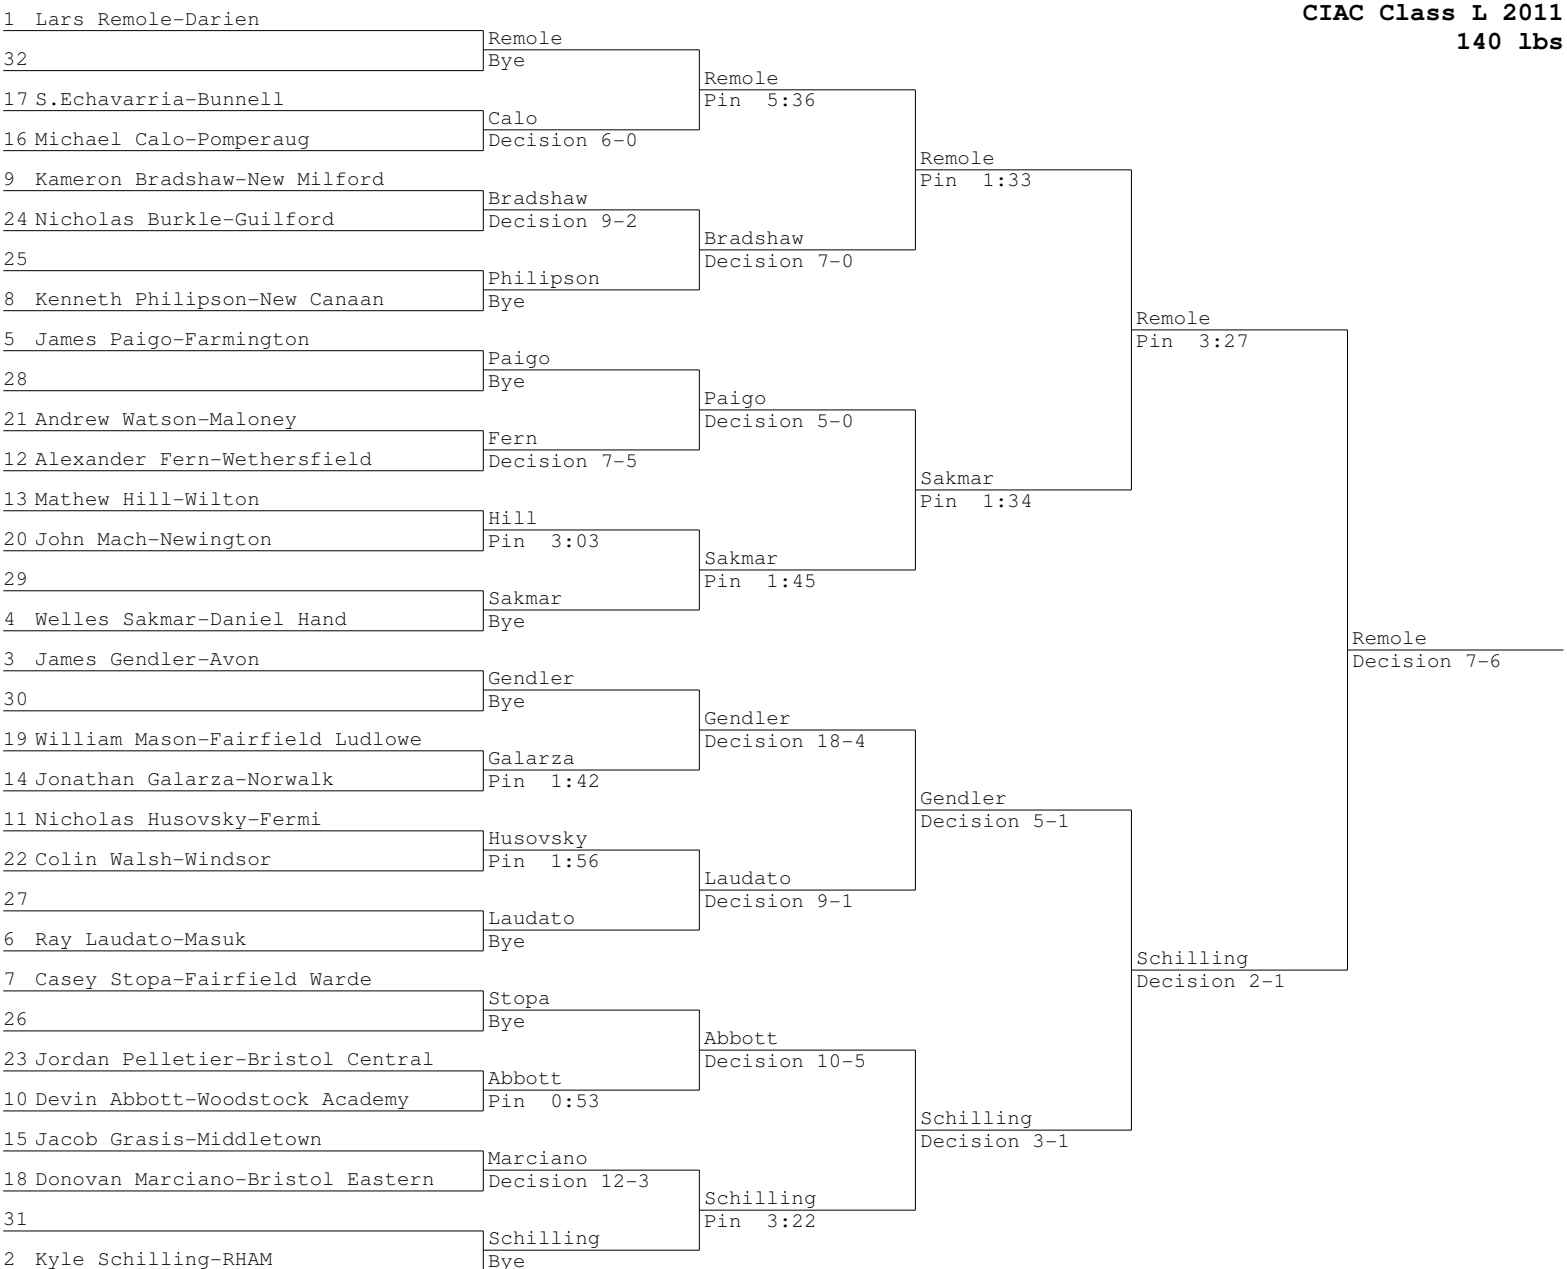 CIAC Class L 2011
140 lbs
1 Lars Remole-Darien
32
17 S.Echavarria-Bunnell
16 Michael Calo-Pomperaug
9 Kameron Bradshaw-New Milford
24 Nicholas Burkle-Guilford
25
8 Kenneth Philipson-New Canaan
5 James Paigo-Farmington
28
21 Andrew Watson-Maloney
12 Alexander Fern-Wethersfield
13 Mathew Hill-Wilton
20 John Mach-Newington
29
4 Welles Sakmar-Daniel Hand
3 James Gendler-Avon
30
19 William Mason-Fairfield Ludlowe
14 Jonathan Galarza-Norwalk
11 Nicholas Husovsky-Fermi
22 Colin Walsh-Windsor
27
6 Ray Laudato-Masuk
7 Casey Stopa-Fairfield Warde
26
23 Jordan Pelletier-Bristol Central
10 Devin Abbott-Woodstock Academy
15 Jacob Grasis-Middletown
18 Donovan Marciano-Bristol Eastern
31
2 Kyle Schilling-RHAM
Remole
Bye
Calo
Decision 6-0
Bradshaw
Decision 9-2
Philipson
Bye
Paigo
Bye
Fern
Decision 7-5
Hill
Pin 3:03
Sakmar
Bye
Gendler
Bye
Galarza
Pin 1:42
Husovsky
Pin 1:56
Laudato
Bye
Stopa
Bye
Abbott
Pin 0:53
Marciano
Decision 12-3
Schilling
Bye
Remole
Pin 5:36
Bradshaw
Decision 7-0
Paigo
Decision 5-0
Sakmar
Pin 1:45
Gendler
Decision 18-4
Laudato
Decision 9-1
Abbott
Decision 10-5
Schilling
Pin 3:22
Remole
Pin 1:33
Sakmar
Pin 1:34
Gendler
Decision 5-1
Schilling
Decision 3-1
Remole
Pin 3:27
Schilling
Decision 2-1
Remole
Decision 7-6